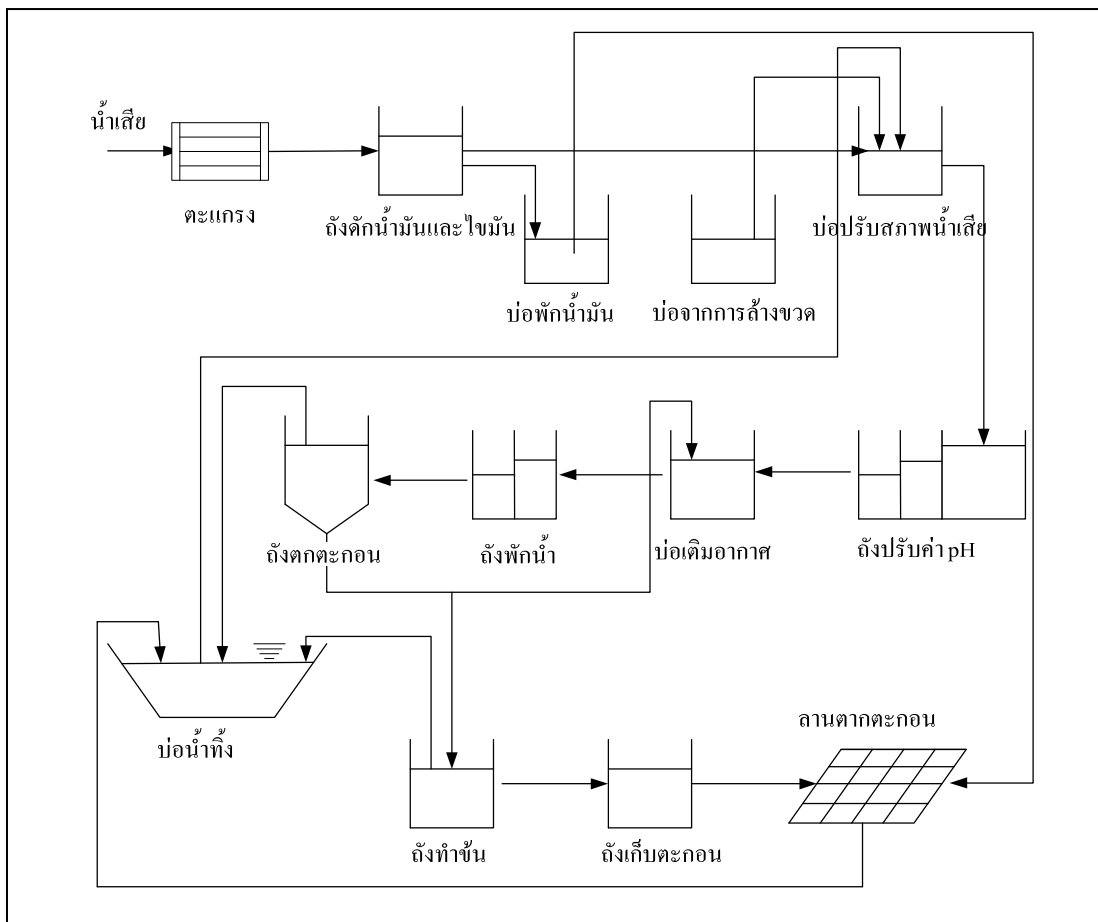 น้ำเสีย
ตะแกรง
ถังดักน้ำมันและไขมัน
บ่อปรับสภาพน้ำเสีย
บ่อพักน้ำมัน
บ่อจากการล้างขวด
ถังตกตะกอน
ถังพักน้ำ
บ่อเติมอากาศ
ถังปรับค่า pH
บ่อน้ำทิ้ง
ลานตากตะกอน
ถังทำข้น
ถังเก็บตะกอน